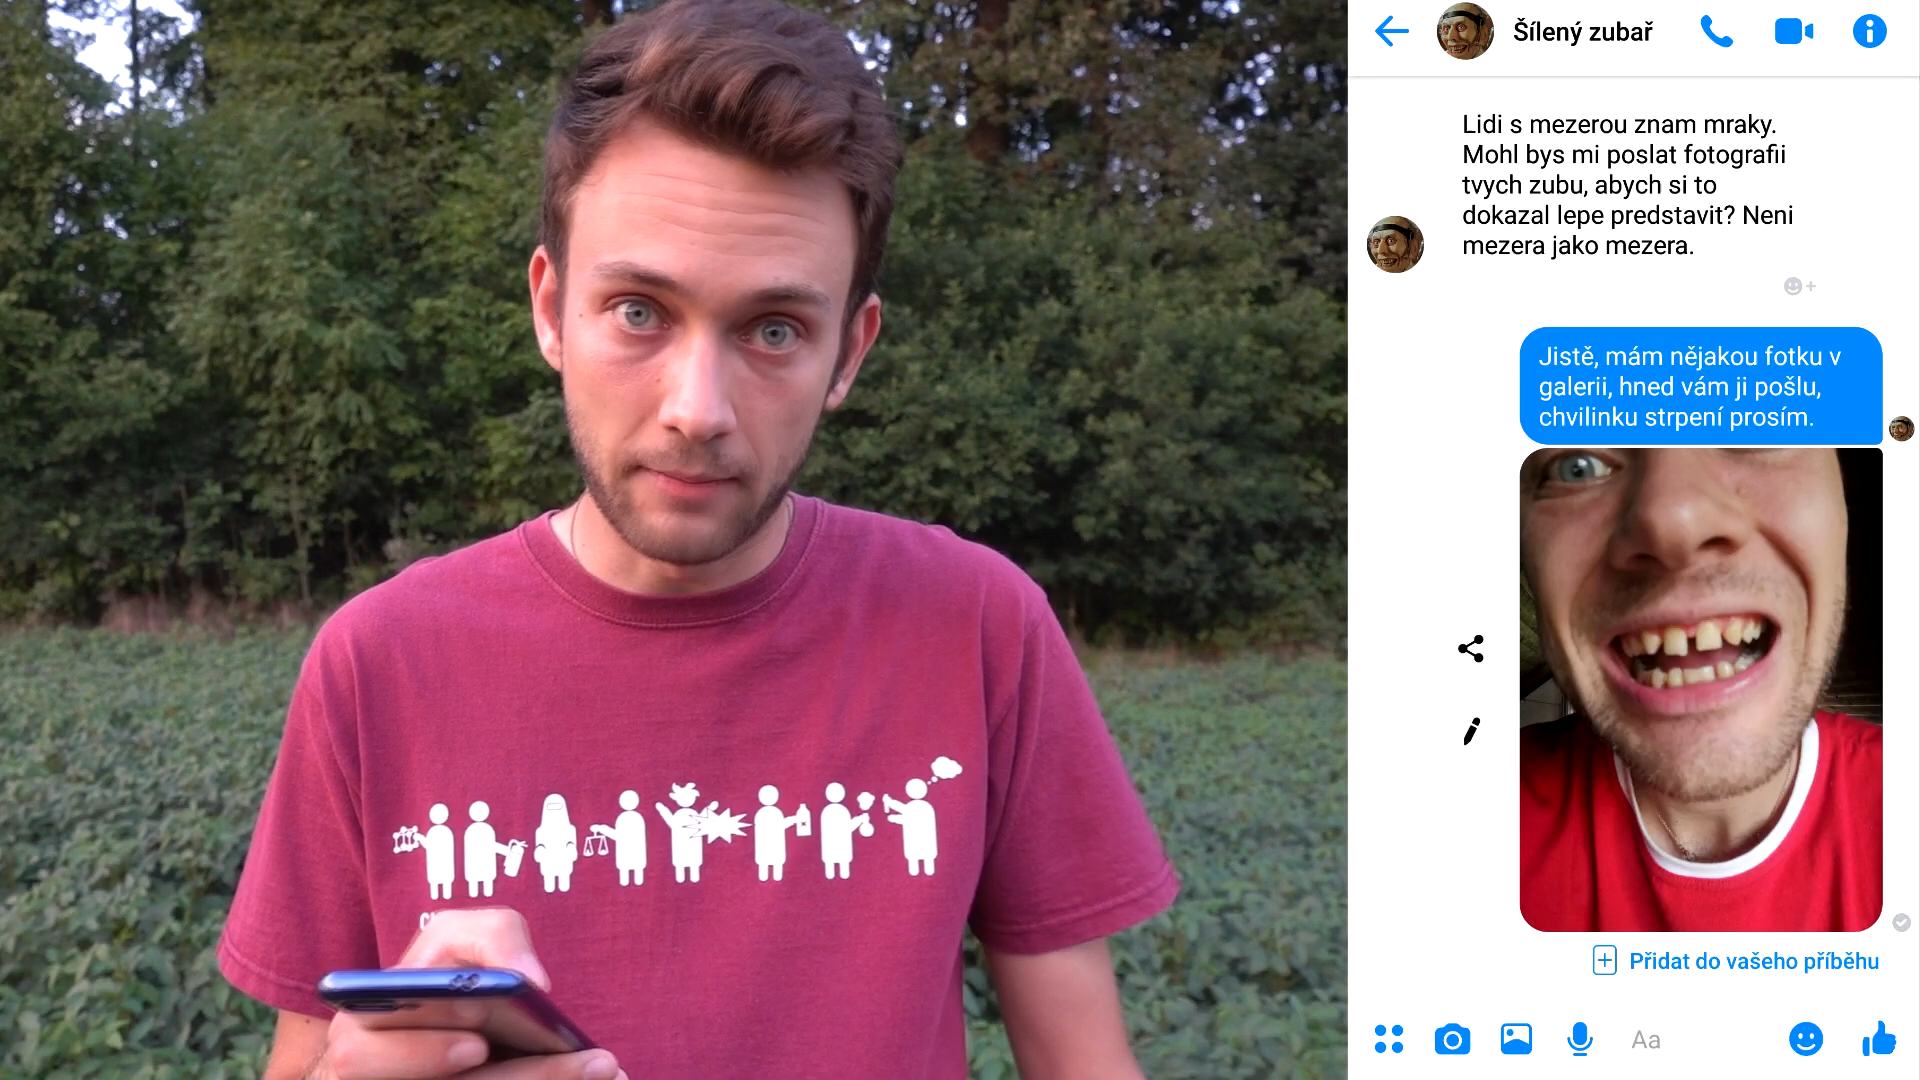 Šílený zubař
Lidi s mezerou znam mraky.
Mohl bys mi poslat fotografii
tvych zubu, abych si to
dokazal lepe predstavit? Neni
mezera jako mezera.
Jistě, mám nějakou fotku v
galerii, hned vám ji pošlu,
chvilinku strpení prosím.
Přidat do vašeho příběhu
Aa